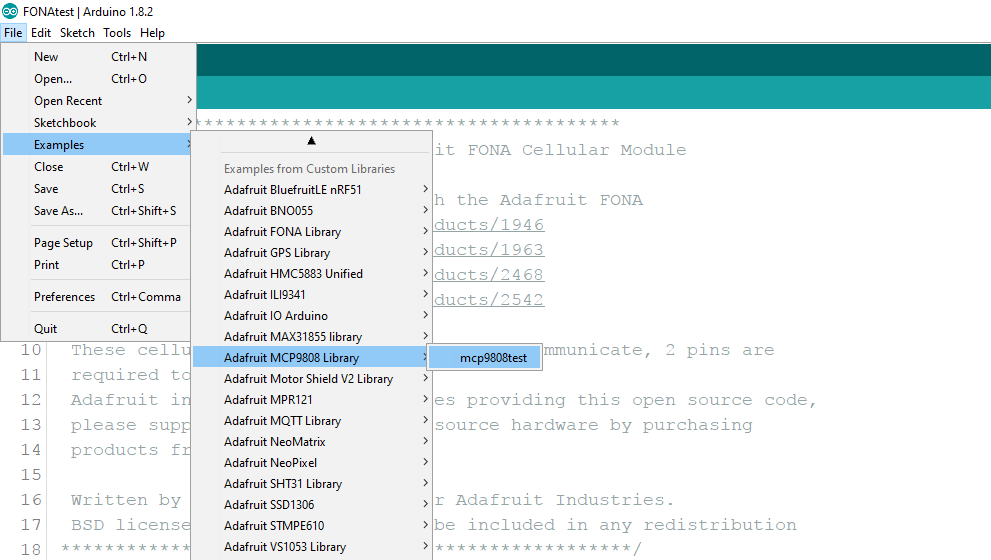 FONAtest | Arduino 1.8.2
File Edit Sketch Tools Help
New Ctrl+N
Open... Ctrl+O
Open Recent
Sketchbook
Examples
Close Ctrl+W
Save Ctrl+S
Save As... Ctrl+Shift+S
Page Setup Ctrl+Shift+P
Print Ctrl+P
Preferences Ctrl+Comma
Quit Ctrl+Q
Examples from Custom Libraries
Adafruit BluefruitLE nRF51
Adafruit BNO055
Adafruit FONA Library
Adafruit GPS Library
Adafruit HMC5883 Unified
Adafruit ILI9341
Adafruit IO Arduino
Adafruit MAX31855 library
Adafruit MCP9808 Library
Adafruit Motor Shield V2 Library
Adafruit MPR121
Adafruit MQTT Library
Adafruit NeoMatrix
Adafruit NeoPixel
Adafruit SHT31 Library
Adafruit SSD1306
Adafruit STMPE610
Adafruit VS1053 Library
mcp9808test
***************************************
it FONA Cellular Module
h the Adafruit FONA
ducts/1946
ducts/1963
ducts/2468
ducts/2542
10 These cellu mmunicate, 2 pins are
11 required to
12 Adafruit in es providing this open source code,
13 please supp source hardware by purchasing
14 products fr
15
16 Written by r Adafruit Industries.
17 BSD license be included in any redistribution
18 ****************************************************/